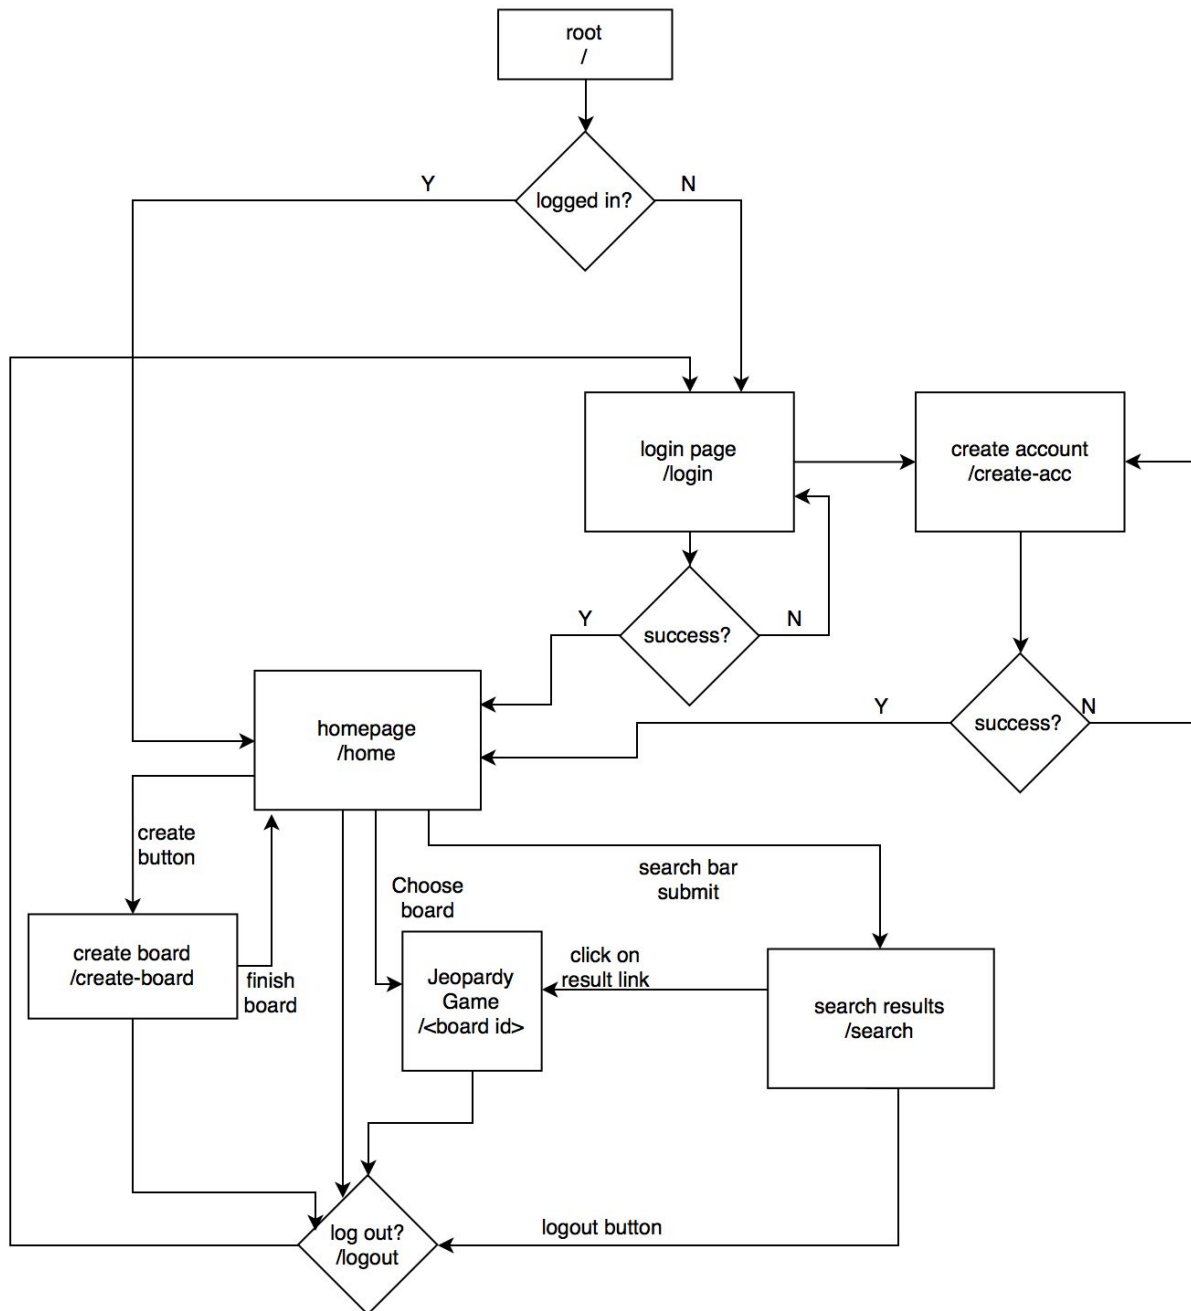 root
/
logged in?
Y
N
login page
/login
create account
/create-acc
success?
Y
N
success?
Y
N
homepage
/home
create
button
Choose
board
search bar
submit
create board
/create-board
finish
board
Jeopardy
Game
/<board id>
click on
result link
search results
/search
log out?
/logout
logout button